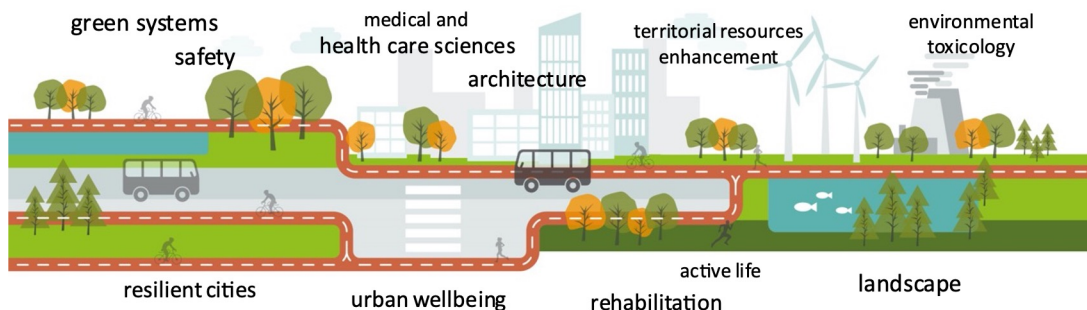 green systems
safety
medical and
health care sciences
architecture
territorial resources
enhancement
environmental
toxicology
resilient cities
urban wellbeing
rehabilitation
active life
landscape